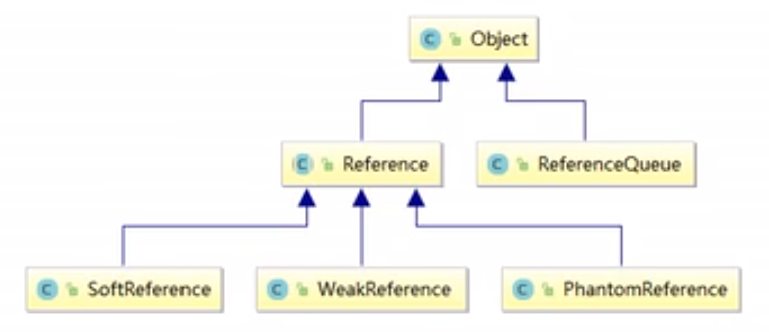 C Object
C Reference
C ReferenceQueue
C SoftReference
C WeakReference
C PhantomReference